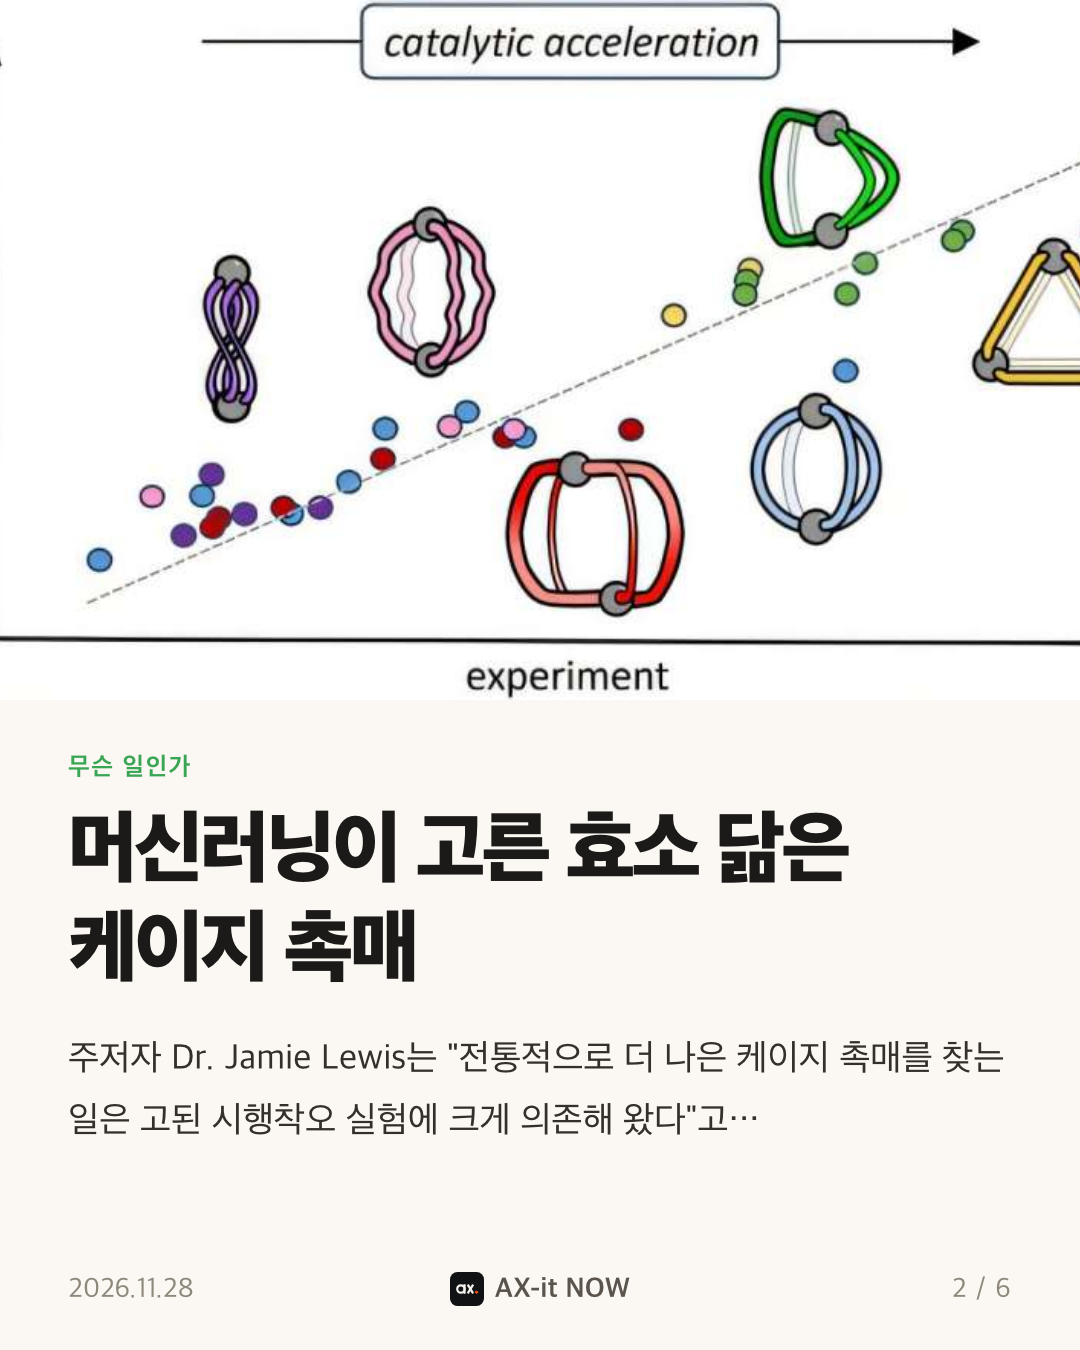 catalytic acceleration
experiment
무슨 일인가
머신러닝이 고른 효소 닮은
케이지 촉매
주저자 Dr. Jamie Lewis는 "전통적으로 더 나은 케이지 촉매를 찾는
일은 고된 시행착오 실험에 크게 의존해 왔다"고…
2026.11.28
ax.
AX-it NOW
2 / 6